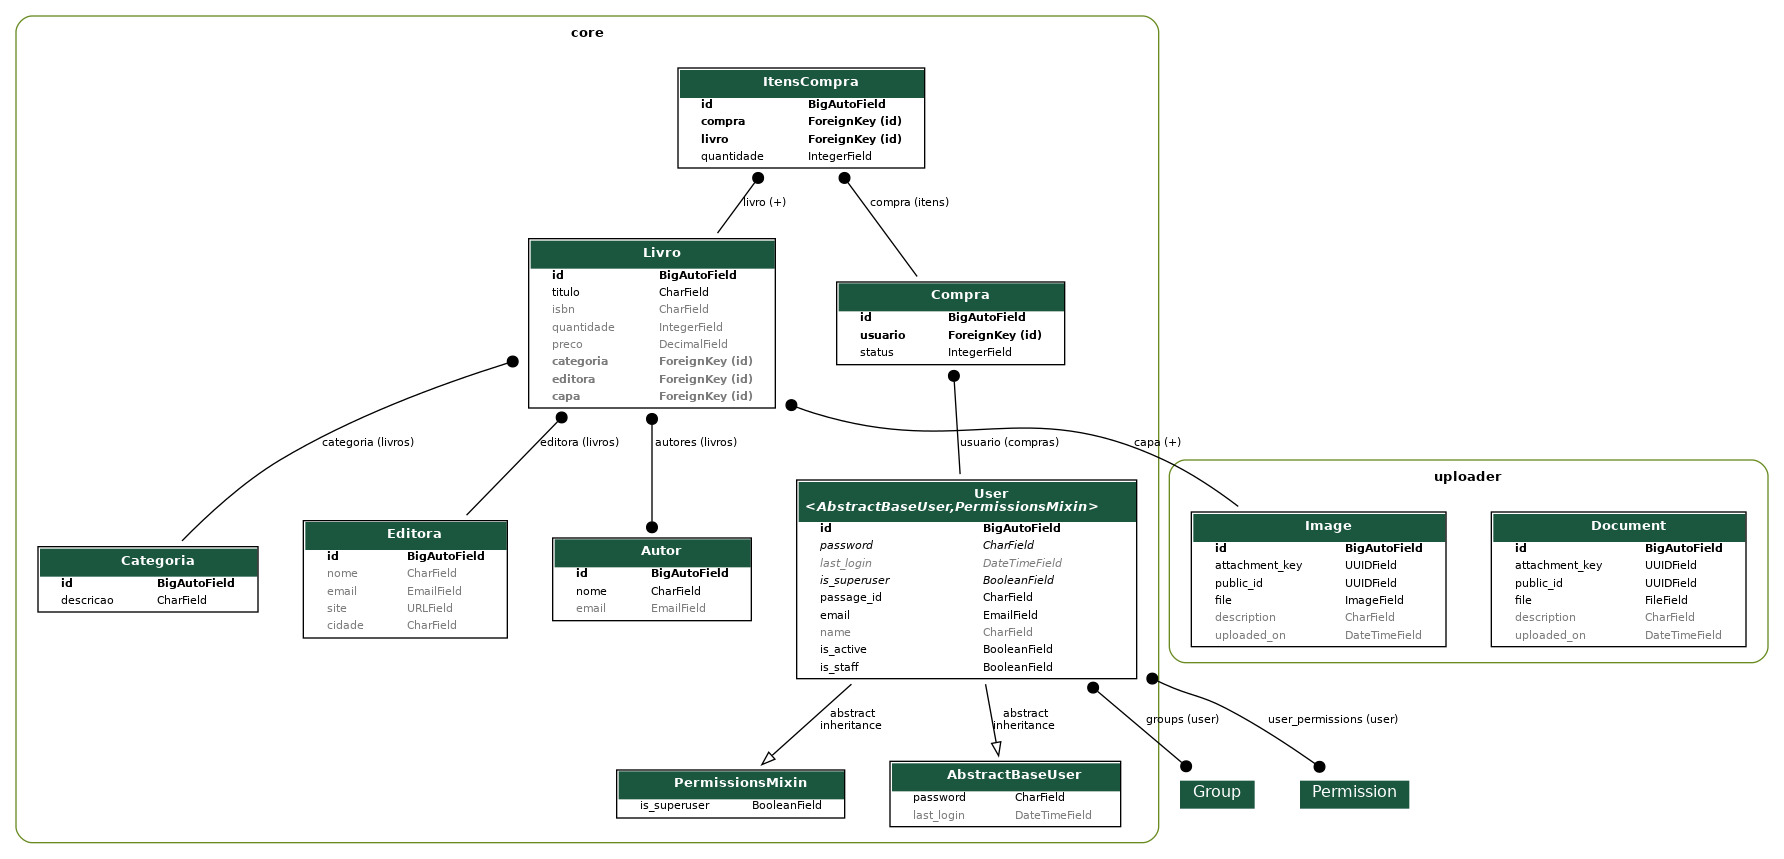 core
ItensCompra
id BigAutoField
compra ForeignKey (id)
livro ForeignKey (id)
quantidade IntegerField
livro (+)
compra (itens)
Livro
id BigAutoField
titulo CharField
isbn CharField
quantidade IntegerField
preco DecimalField
categoria ForeignKey (id)
editora ForeignKey (id)
capa ForeignKey (id)
Compra
id BigAutoField
usuario ForeignKey (id)
status IntegerField
categoria (livros)
editora (livros)
autores (livros)
usuario (compras)
capa (+)
Categoria
id BigAutoField
descricao CharField
Editora
id BigAutoField
nome CharField
email EmailField
site URLField
cidade CharField
Autor
id BigAutoField
nome CharField
email EmailField
User
<AbstractBaseUser,PermissionsMixin>
id BigAutoField
password CharField
last_login DateTimeField
is_superuser BooleanField
passage_id CharField
email EmailField
name CharField
is_active BooleanField
is_staff BooleanField
uploader
Image
id BigAutoField
attachment_key UUIDField
public_id UUIDField
file ImageField
description CharField
uploaded_on DateTimeField
Document
id BigAutoField
attachment_key UUIDField
public_id UUIDField
file FileField
description CharField
uploaded_on DateTimeField
abstract
inheritance
abstract
inheritance
groups (user)
user_permissions (user)
PermissionsMixin
is_superuser BooleanField
AbstractBaseUser
password CharField
last_login DateTimeField
Group
Permission